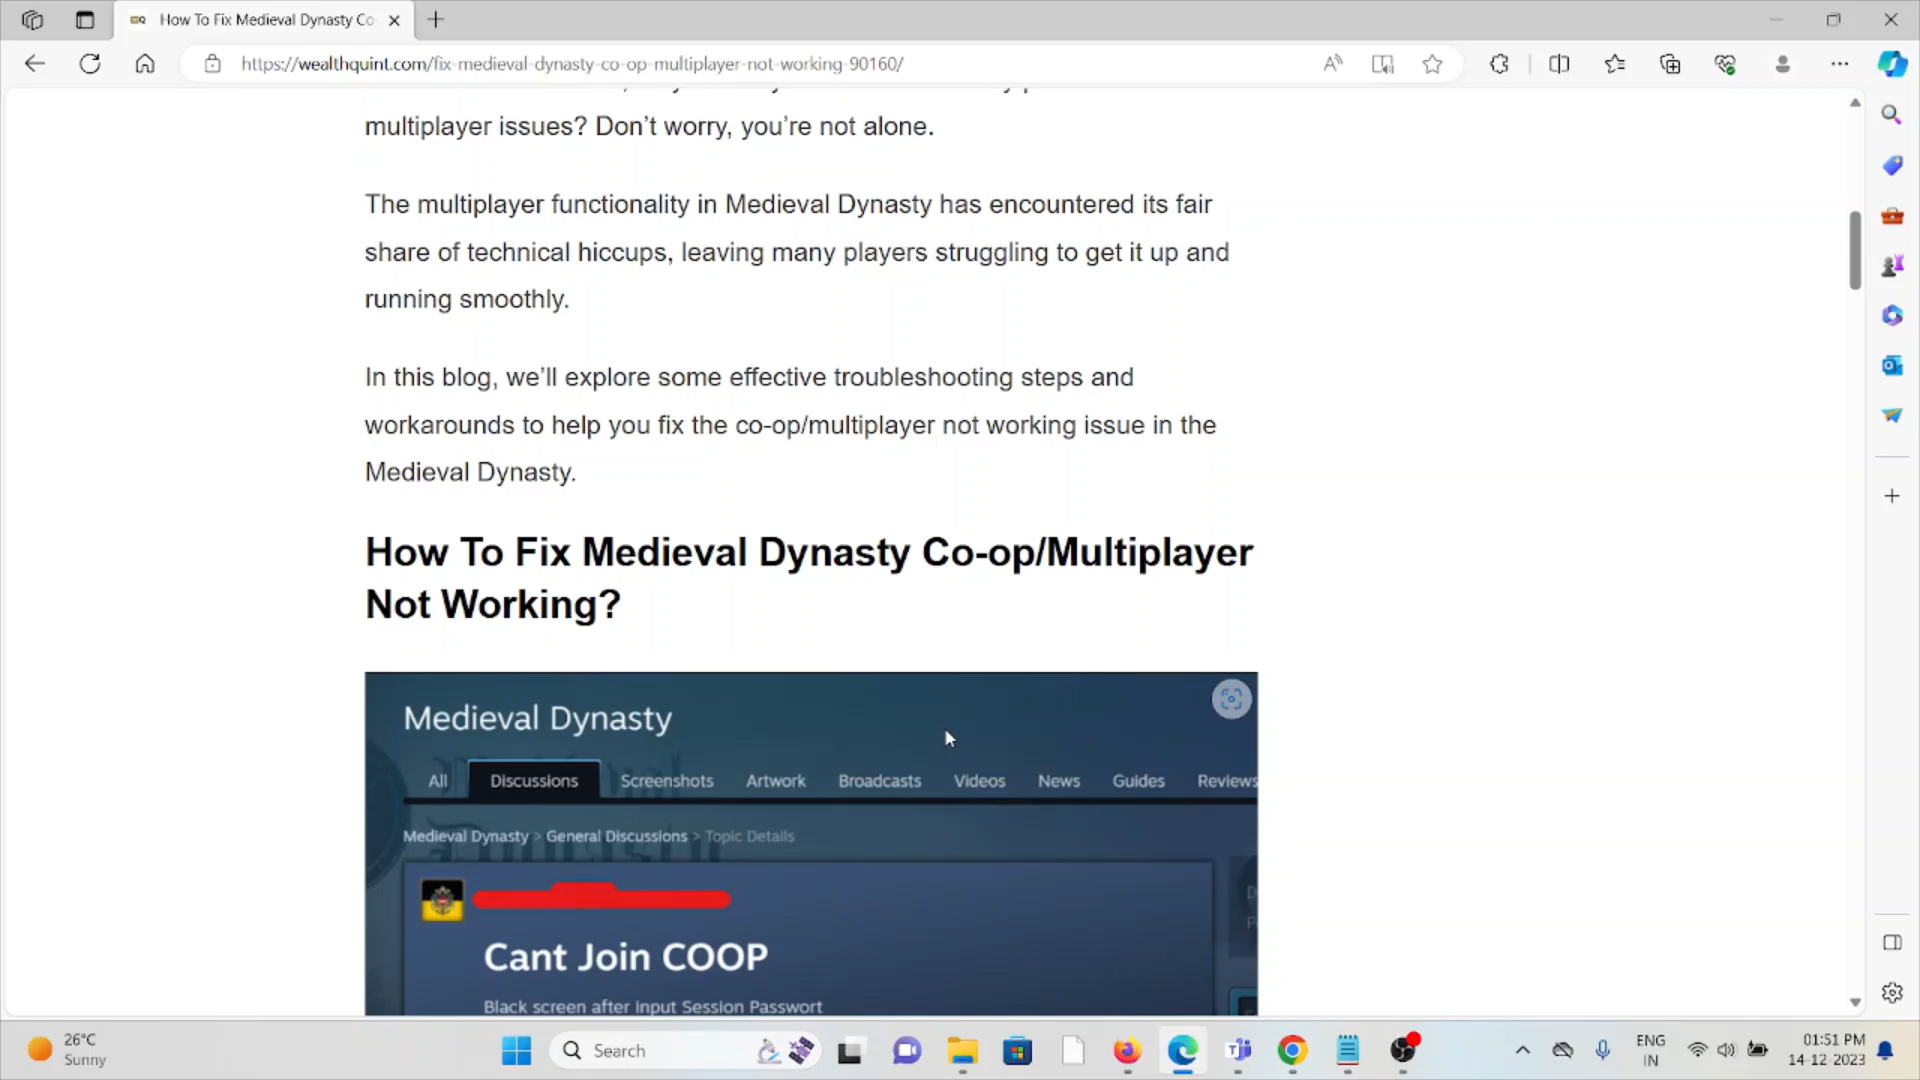 How To Fix Medieval Dynasty Co
https://wealthquint.com/fix-medieval-dynasty-co-op-multiplayer-not-working-90160/
multiplayer issues? Don’t worry, you’re not alone.
The multiplayer functionality in Medieval Dynasty has encountered its fair
share of technical hiccups, leaving many players struggling to get it up and
running smoothly.
In this blog, we’ll explore some effective troubleshooting steps and
workarounds to help you fix the co-op/multiplayer not working issue in the
Medieval Dynasty.
How To Fix Medieval Dynasty Co-op/Multiplayer
Not Working?
Medieval Dynasty
All Discussions Screenshots Artwork Broadcasts Videos News Guides Reviews
Medieval Dynasty > General Discussions > Topic Details
Cant Join COOP
Black screen after input Session Passwort
26°C
Sunny
Search
ENG
IN
01:51 PM
14-12-2023